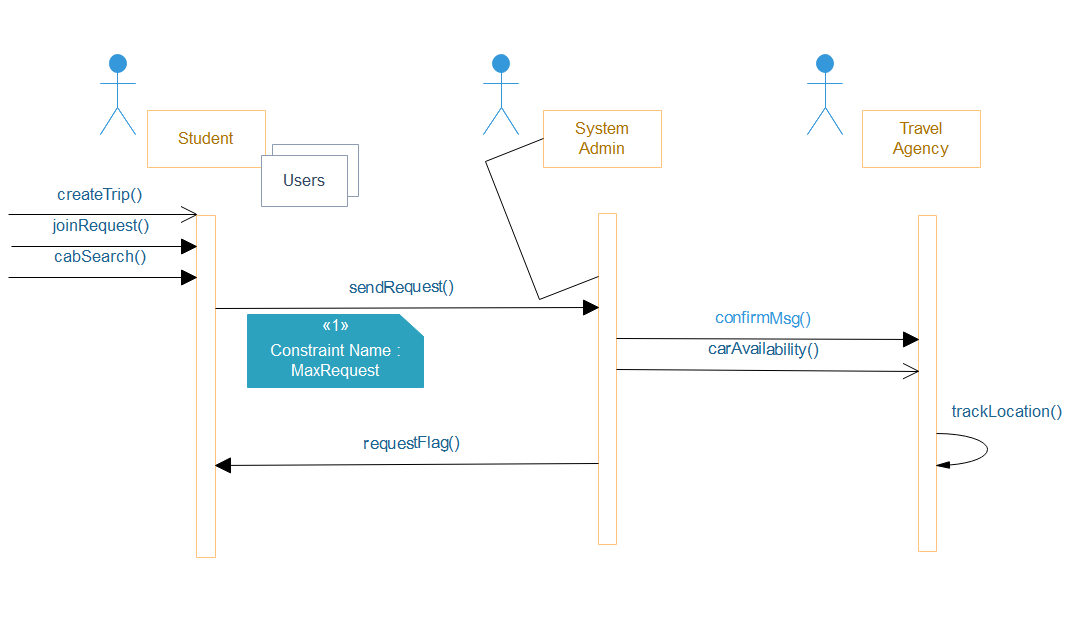 Student
Users
System
Admin
Travel
Agency
createTrip()
joinRequest()
cabSearch()
sendRequest()
«1»
Constraint Name :
MaxRequest
confirmMsg()
carAvailability()
trackLocation()
requestFlag()